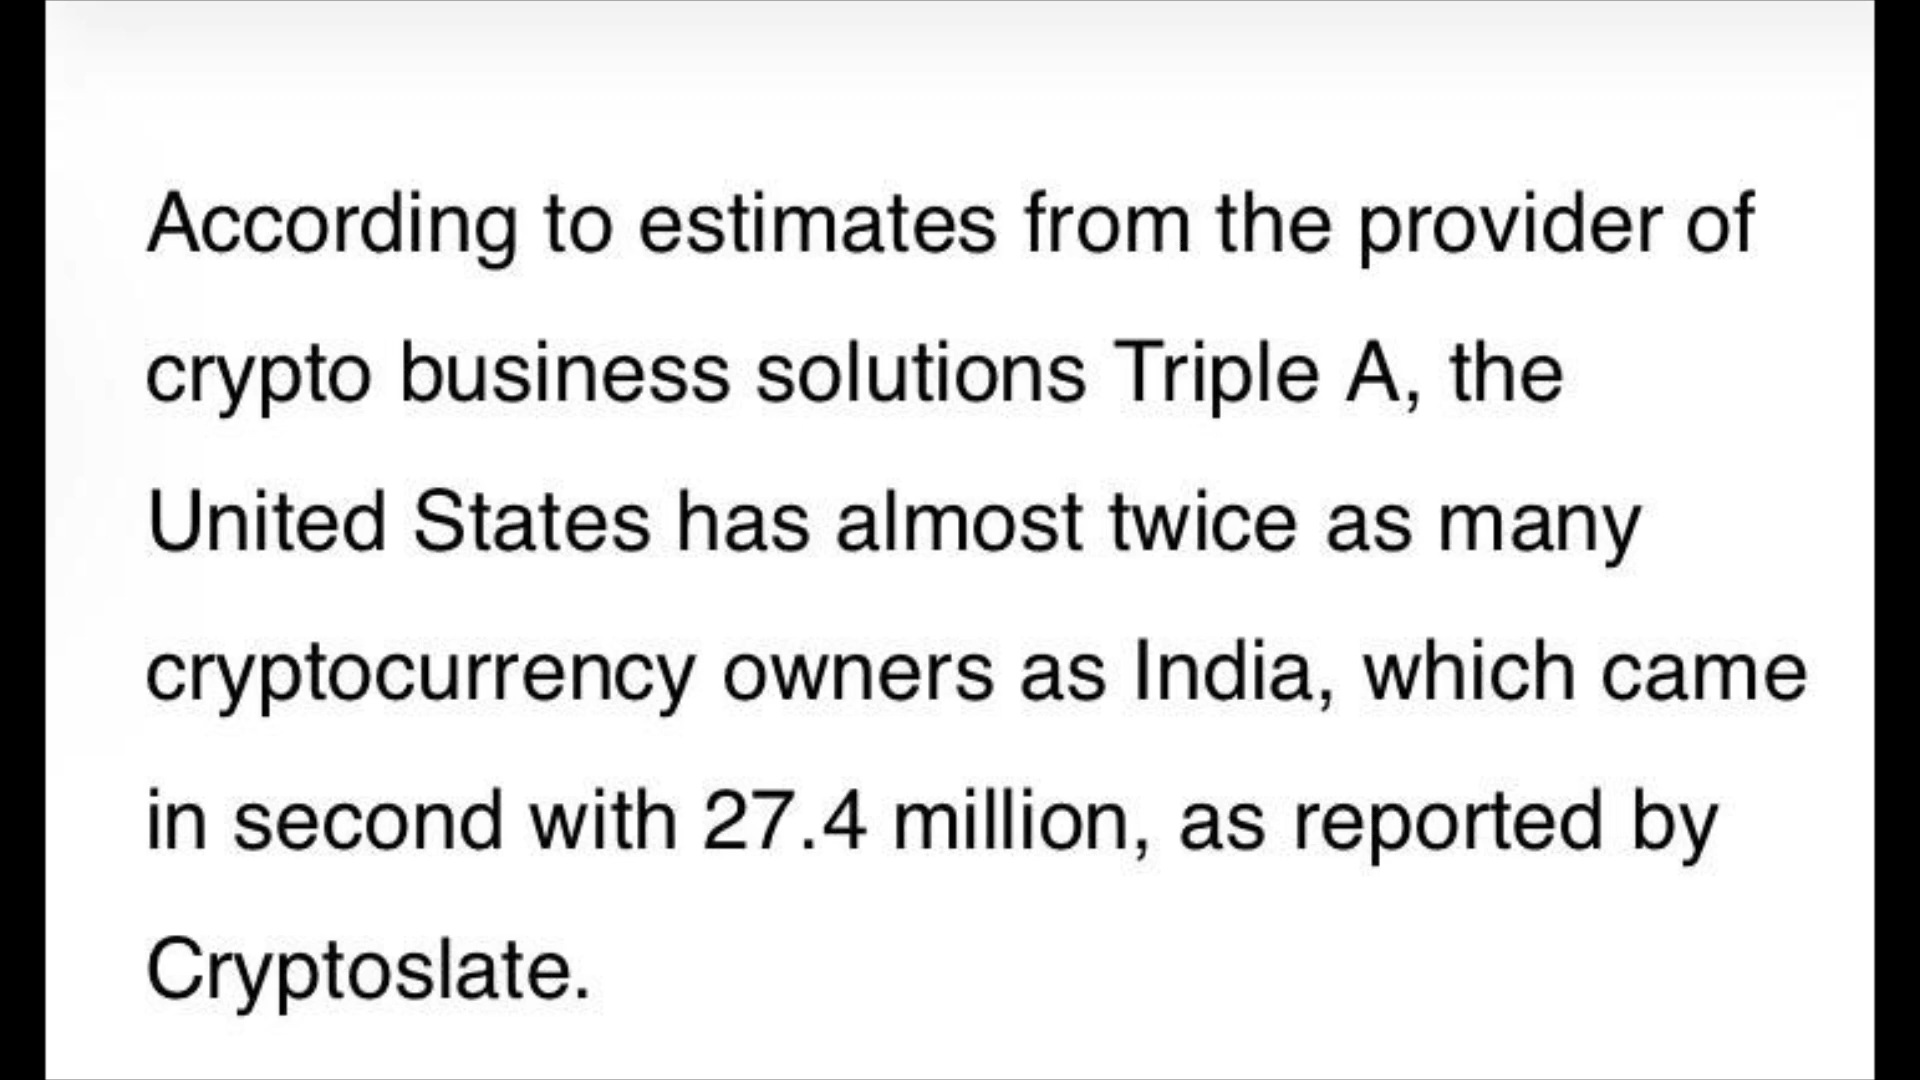 According to estimates from the provider of
crypto business solutions Triple A, the
United States has almost twice as many
cryptocurrency owners as India, which came
in second with 27.4 million, as reported by
Cryptoslate.